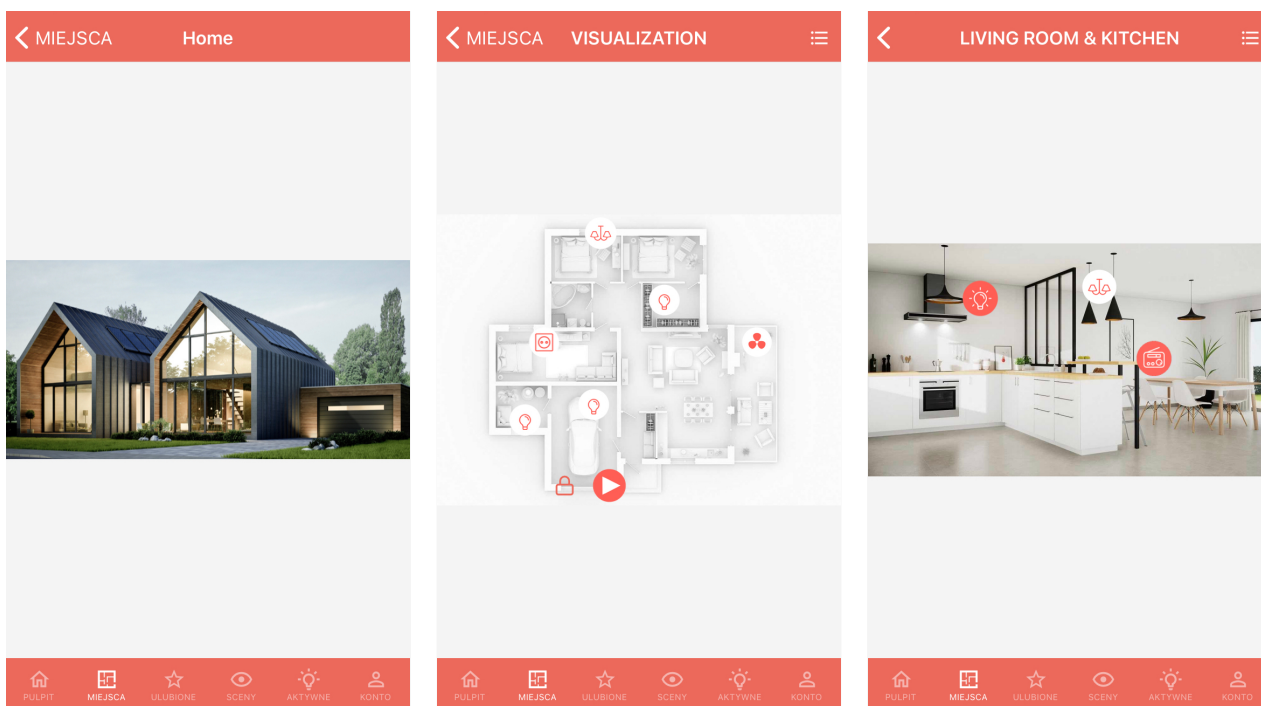 MIEJSCA Home
PULPIT MIEJSCA ULUBIONE SCENY AKTYWNE KONTO
MIEJSCA VISUALIZATION
PULPIT MIEJSCA ULUBIONE SCENY AKTYWNE KONTO
LIVING ROOM & KITCHEN
PULPIT MIEJSCA ULUBIONE SCENY AKTYWNE KONTO